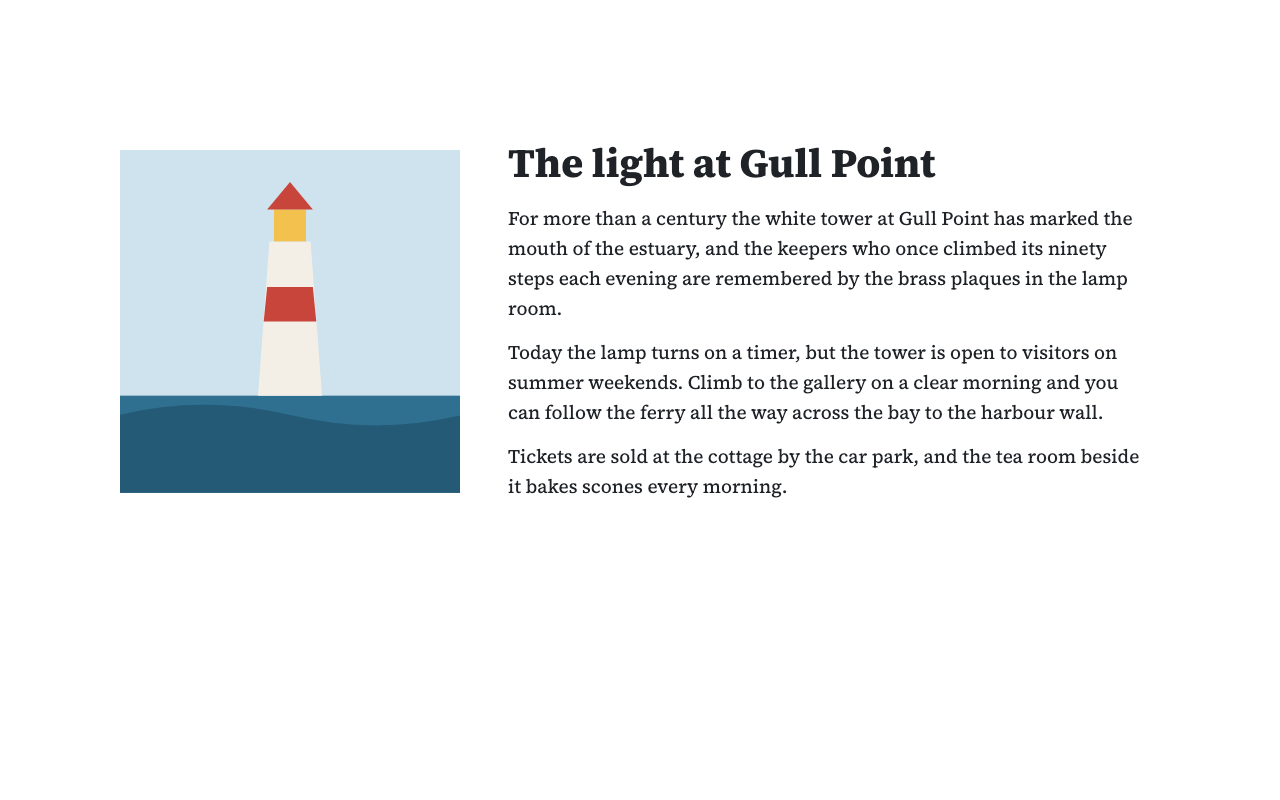 The light at Gull Point
For more than a century the white tower at Gull Point has marked the
mouth of the estuary, and the keepers who once climbed its ninety
steps each evening are remembered by the brass plaques in the lamp
room.
Today the lamp turns on a timer, but the tower is open to visitors on
summer weekends. Climb to the gallery on a clear morning and you
can follow the ferry all the way across the bay to the harbour wall.
Tickets are sold at the cottage by the car park, and the tea room beside
it bakes scones every morning.